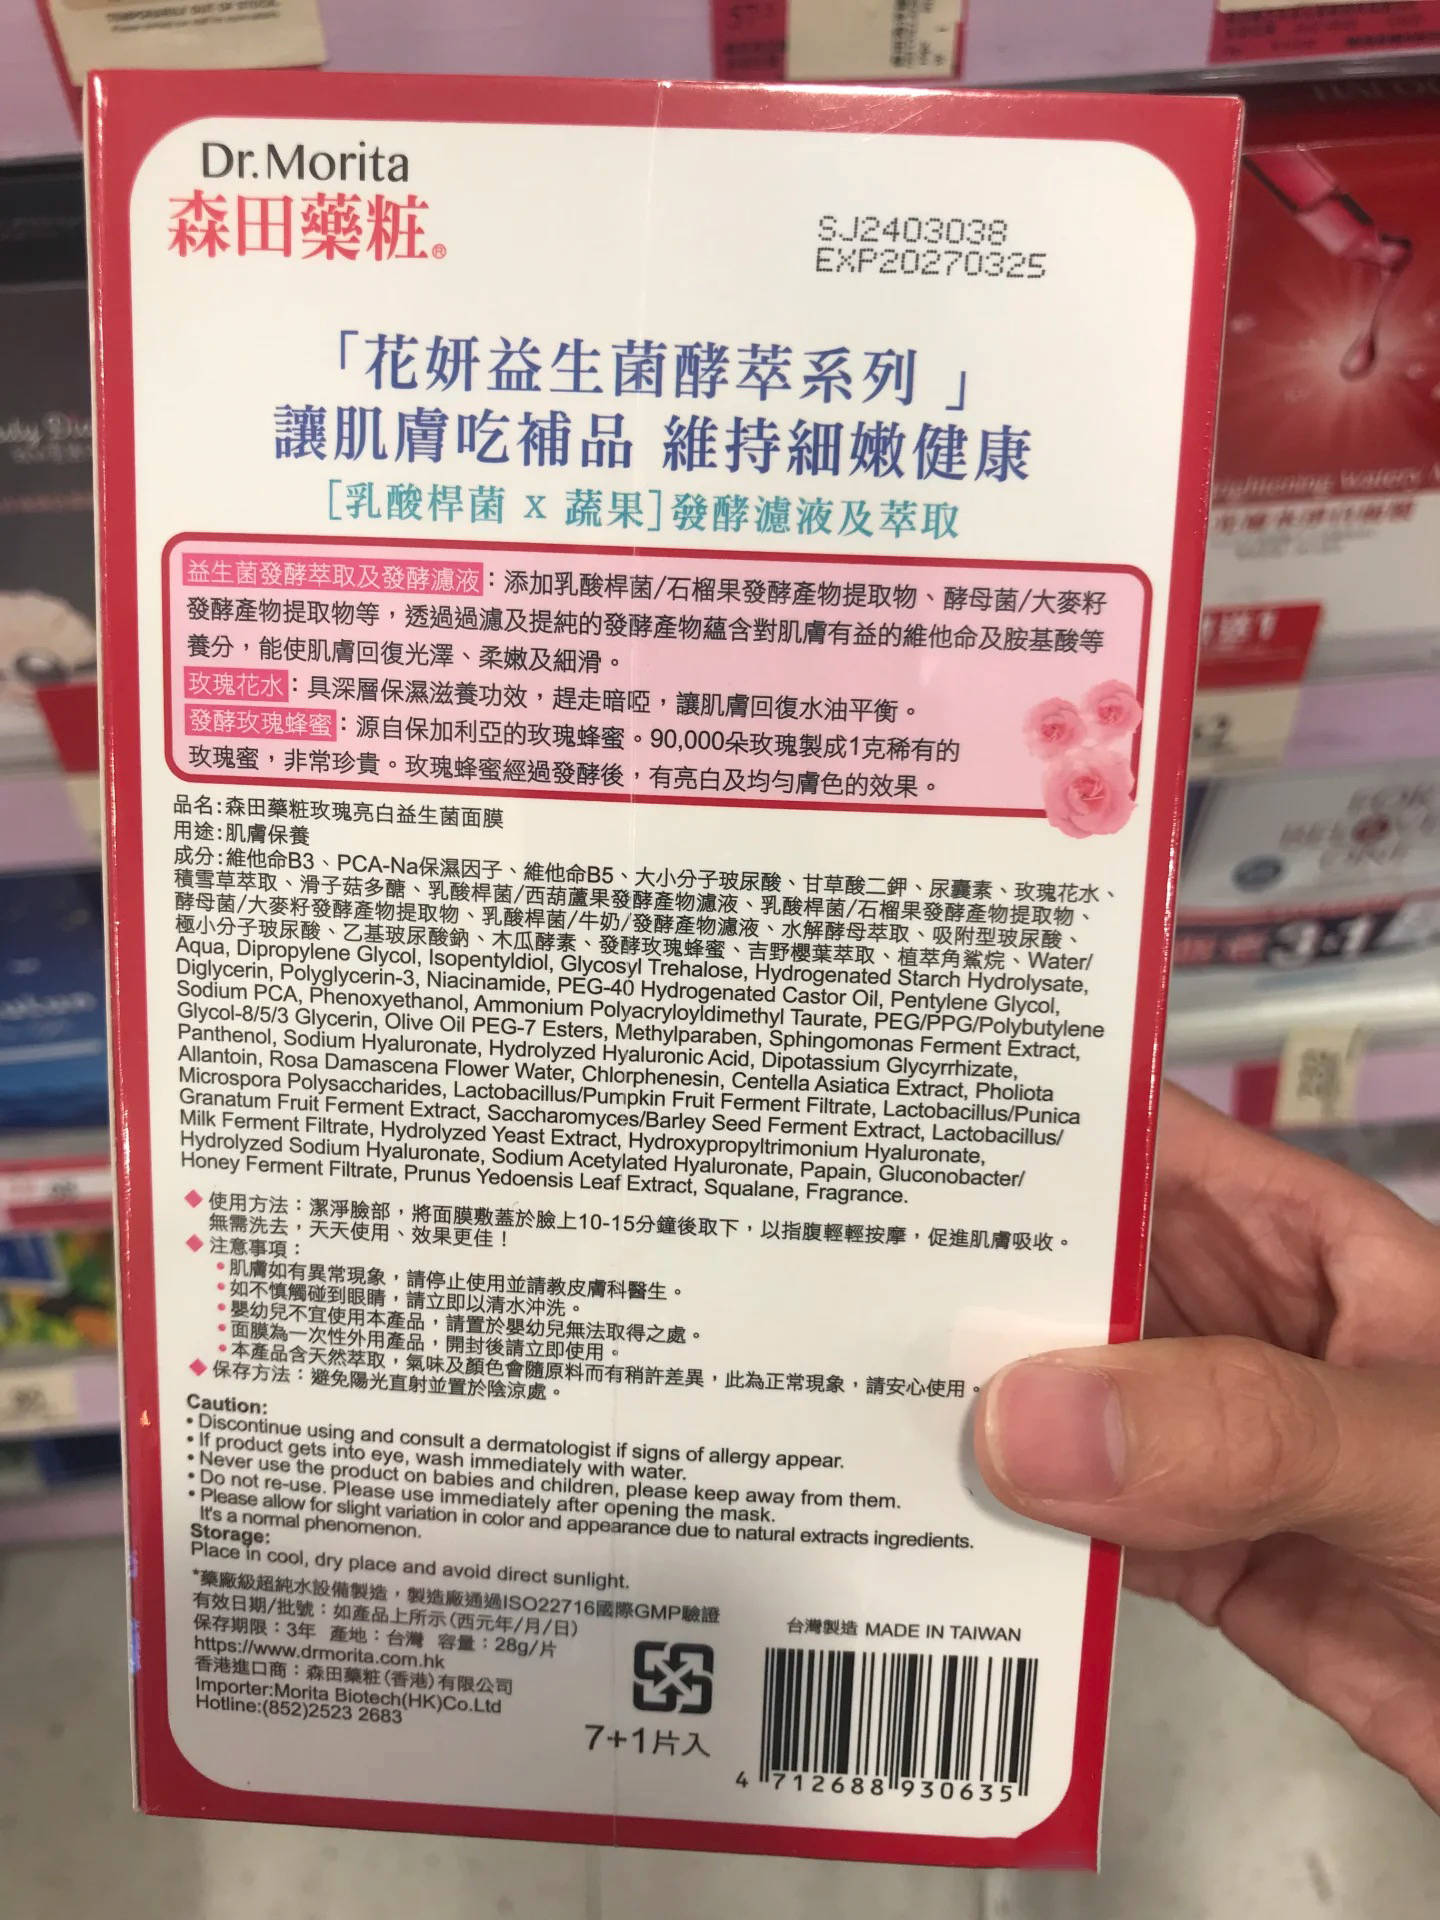 TEMPORARILY OUT OF STOCK
Dr.Morita
森田藥粧®
SJ2403038
EXP20270325
「花妍益生菌酵萃系列 」
讓肌膚吃補品 維持細嫩健康
[乳酸桿菌 x 蔬果]發酵濾液及萃取
益生菌發酵萃取及發酵濾液：添加乳酸桿菌/石榴果發酵產物提取物、酵母菌/大麥籽
發酵產物提取物等，透過過濾及提純的發酵產物蘊含對肌膚有益的維他命及胺基酸等
養分，能使肌膚回復光澤、柔嫩及細滑。
玫瑰花水：具深層保濕滋養功效，趕走暗啞，讓肌膚回復水油平衡。
發酵玫瑰蜂蜜：源自保加利亞的玫瑰蜂蜜。90,000朵玫瑰製成1克稀有的
玫瑰蜜，非常珍貴。玫瑰蜂蜜經過發酵後，有亮白及均勻膚色的效果。
品名:森田藥粧玫瑰亮白益生菌面膜
用途:肌膚保養
成分:維他命B3、PCA-Na保濕因子、維他命B5、大小分子玻尿酸、甘草酸二鉀、尿囊素、玫瑰花水、
積雪草萃取、滑子菇多醣、乳酸桿菌/西葫蘆果發酵產物濾液、乳酸桿菌/石榴果發酵產物提取物、
酵母菌/大麥籽發酵產物提取物、乳酸桿菌/牛奶/發酵產物濾液、水解酵母萃取、吸附型玻尿酸、
極小分子玻尿酸、乙基玻尿酸鈉、木瓜酵素、發酵玫瑰蜂蜜、吉野櫻葉萃取、植萃角鯊烷、Water/
Aqua, Dipropylene Glycol, Isopentyldiol, Glycosyl Trehalose, Hydrogenated Starch Hydrolysate,
Diglycerin, Polyglycerin-3, Niacinamide, PEG-40 Hydrogenated Castor Oil, Pentylene Glycol,
Sodium PCA, Phenoxyethanol, Ammonium Polyacryloyldimethyl Taurate, PEG/PPG/Polybutylene
Glycol-8/5/3 Glycerin, Olive Oil PEG-7 Esters, Methylparaben, Sphingomonas Ferment Extract,
Panthenol, Sodium Hyaluronate, Hydrolyzed Hyaluronic Acid, Dipotassium Glycyrrhizate,
Allantoin, Rosa Damascena Flower Water, Chlorphenesin, Centella Asiatica Extract, Pholiota
Microspora Polysaccharides, Lactobacillus/Pumpkin Fruit Ferment Filtrate, Lactobacillus/Punica
Granatum Fruit Ferment Extract, Saccharomyces/Barley Seed Ferment Extract, Lactobacillus/
Milk Ferment Filtrate, Hydrolyzed Yeast Extract, Hydroxypropyltrimonium Hyaluronate,
Hydrolyzed Sodium Hyaluronate, Sodium Acetylated Hyaluronate, Papain, Gluconobacter/
Honey Ferment Filtrate, Prunus Yedoensis Leaf Extract, Squalane, Fragrance.
◆使用方法：潔淨臉部，將面膜敷蓋於臉上10-15分鐘後取下，以指腹輕輕按摩，促進肌膚吸收。
無需洗去，天天使用、效果更佳！
◆注意事項：
•肌膚如有異常現象，請停止使用並請教皮膚科醫生。
•如不慎觸碰到眼睛，請立即以清水沖洗。
•嬰幼兒不宜使用本產品，請置於嬰幼兒無法取得之處。
•面膜為一次性外用產品，開封後請立即使用。
•本產品含天然萃取，氣味及顏色會隨原料而有稍許差異，此為正常現象，請安心使用。
◆保存方法：避免陽光直射並置於陰涼處。
Caution:
• Discontinue using and consult a dermatologist if signs of allergy appear.
• If product gets into eye, wash immediately with water.
• Never use the product on babies and children, please keep away from them.
• Do not re-use. Please use immediately after opening the mask.
• Please allow for slight variation in color and appearance due to natural extracts ingredients.
It's a normal phenomenon.
Storage:
Place in cool, dry place and avoid direct sunlight.
*藥廠級超純水設備製造，製造廠通過ISO22716國際GMP驗證
有效日期/批號：如產品上所示(西元年/月/日)
保存期限：3年 產地：台灣 容量：28g/片
https://www.drmorita.com.hk
香港進口商：森田藥粧(香港)有限公司
Importer:Morita Biotech(HK)Co.Ltd
Hotline:(852)2523 2683
7+1片入
台灣製造 MADE IN TAIWAN
4 712688 930635